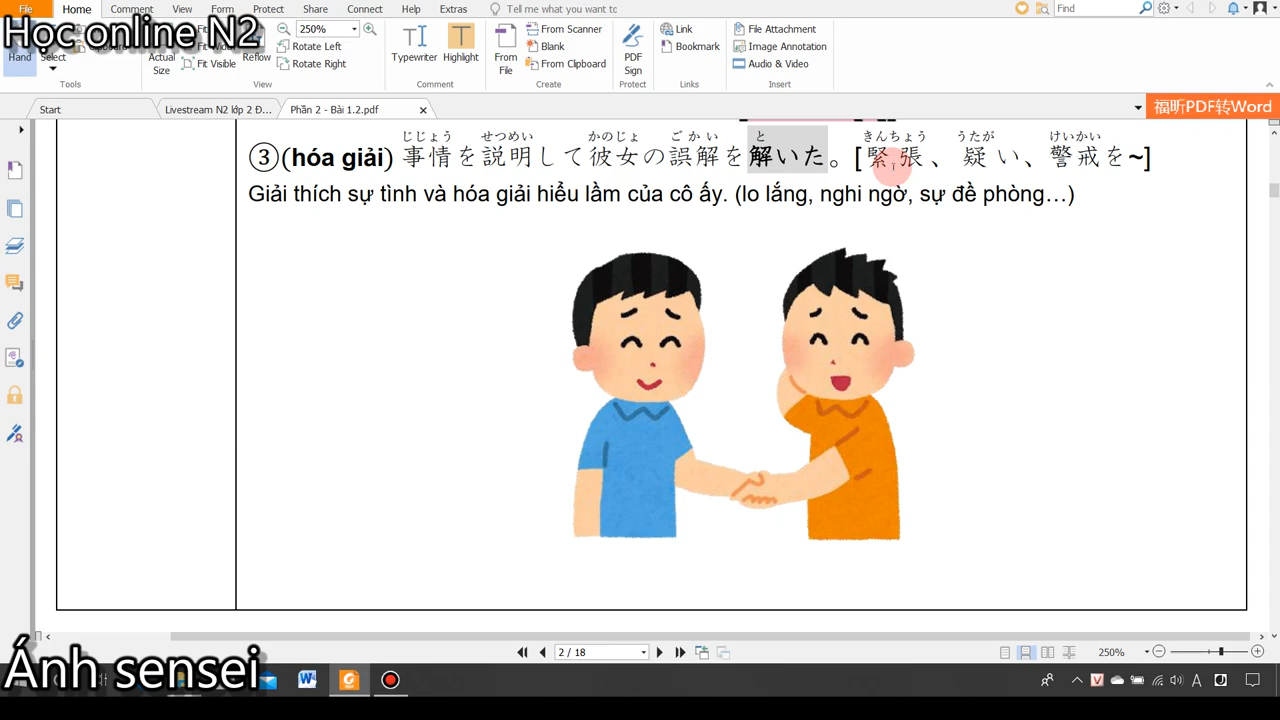 File Home Comment View Form Protect Share Connect Help Extras Tell me what you want to Find
Học online N2
Hand Select Actual Size Fit Visible Reflow 250% Rotate Left Rotate Right Typewriter Highlight From File From Scanner Blank From Clipboard PDF Sign Link Bookmark File Attachment Image Annotation Audio & Video
Tools View Comment Create Protect Links Insert
Start Livestream N2 lớp 2 Đ... Phần 2 - Bài 1.2.pdf 福昕PDF转Word
じじょう せつめい かのじょ ごかい と きんちょう うたが けいかい
③(hóa giải) 事情を説明して彼女の誤解を解いた。[緊張、疑い、警戒を~]
Giải thích sự tình và hóa giải hiểu lầm của cô ấy. (lo lắng, nghi ngờ, sự đề phòng…)
2 / 18 250%
Ánh sensei